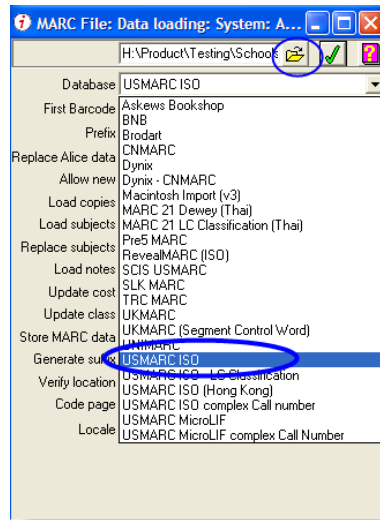 MARC File: Data loading: System: A...
H:\Product\Testing\Schools
Database USMARC ISO
First Barcode
Prefix
Replace Alice data
Allow new
Load copies
Load subjects
Replace subjects
Load notes
Update cost
Update class
Store MARC data
Generate suffix
Verify location
Code page
Locale
Askews Bookshop
BNB
Brodart
CNMARC
Dynix
Dynix - CNMARC
Macintosh Import (v3)
MARC 21 Dewey (Thai)
MARC 21 LC Classification (Thai)
Pre5 MARC
RevealMARC (ISO)
SCIS USMARC
SLK MARC
TRC MARC
UKMARC
UKMARC (Segment Control Word)
UNIMARC
USMARC ISO
USMARC ISO - LC Classification
USMARC ISO (Hong Kong)
USMARC ISO complex Call number
USMARC MicroLIF
USMARC MicroLIF complex Call Number